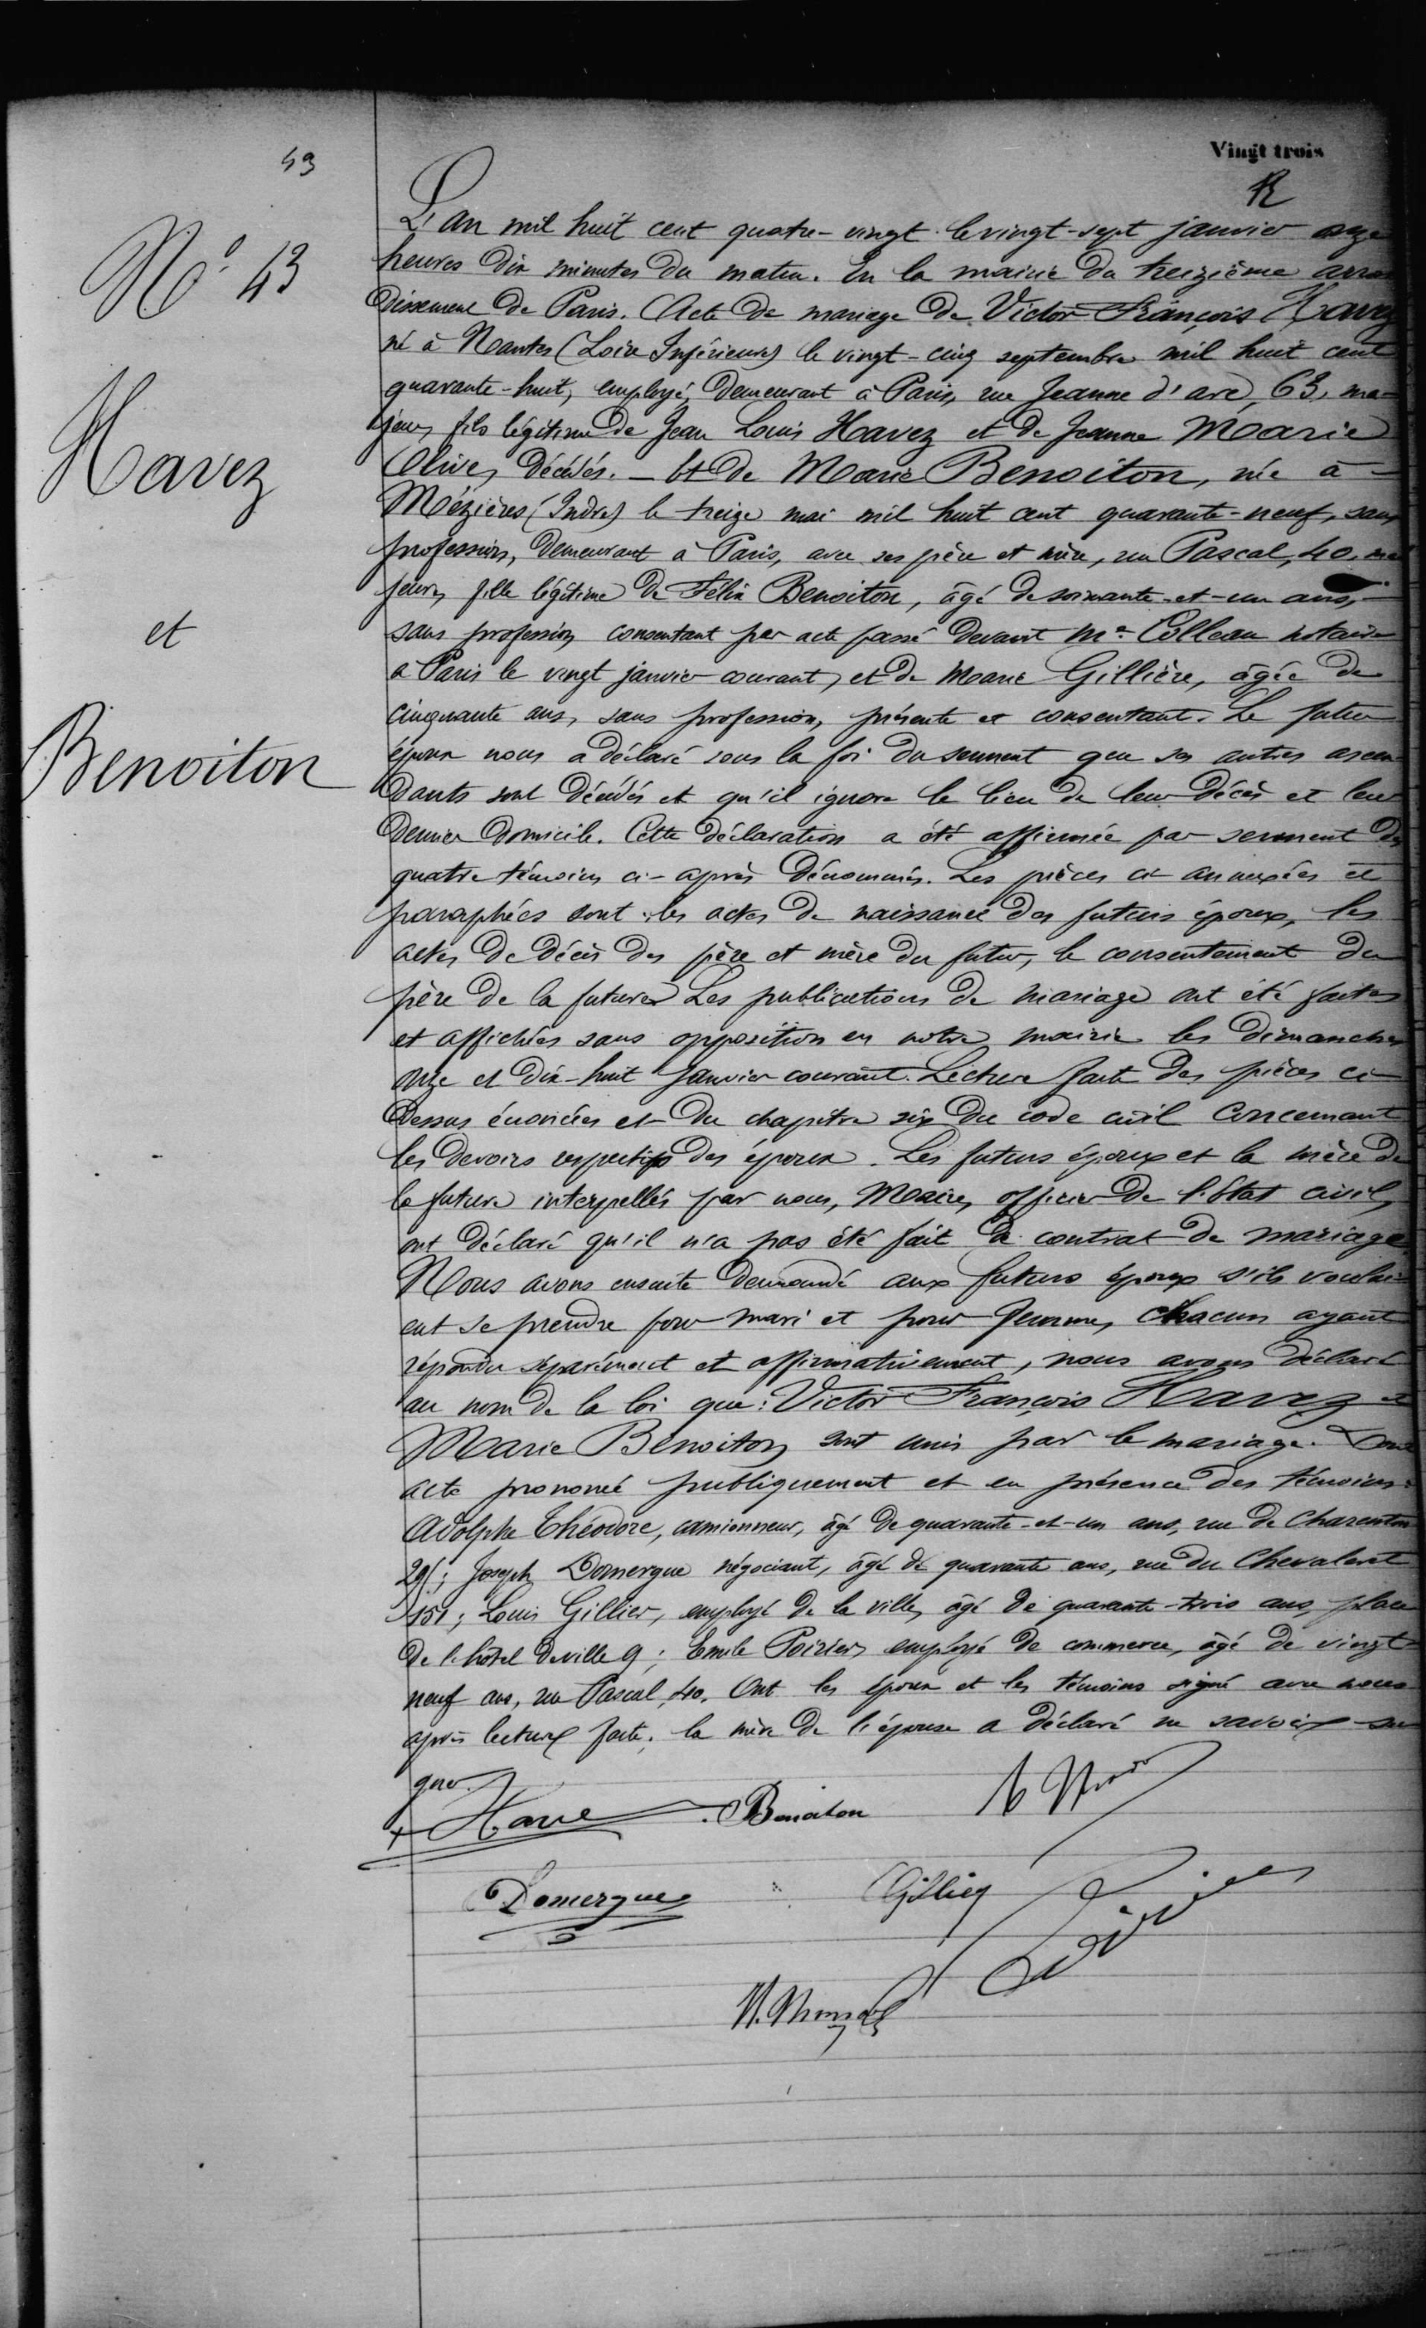 43
Vingt trois
R
N° 43
Havez
et
Benoiton
L'an mil huit cent quatre-vingt le vingt-sept janvier onze
heures dix minutes du matin. En la mairie du treizième arron
dissement de Paris. Acte de mariage de Victor François Havez
né à Nantes (Loire Inférieure) le vingt-cinq septembre mil huit cent
quarante-huit, employé, demeurant à Paris, rue Jeanne d'arc, 63, ma-
jeur, fils légitime de Jean Louis Havez et de Jeanne Marie
Olive, décédés. — Et de Marie Benoiton, née à
Mézières (Indre) le treize mai mil huit cent quarante-neuf, sans
profession, demeurant à Paris, avec ses père et mère, rue Pascal, 40, ma
jeure, fille légitime de Félix Benoiton, âgé de soixante-et-un ans,
sans profession, consentant par acte passé devant Me Colleau notaire
à Paris le vingt janvier courant, et de Marie Gillière, âgée de
cinquante ans, sans profession, présente et consentante. Le futur
époux nous a déclaré sous la foi du serment que ses autres ascen
dants sont décédés et qu'il ignore le lieu de leur décès et leur
dernier domicile. Cette déclaration a été affirmée par serment des
quatre témoins ci-après dénommés. Les pièces ci annexées et
paraphées sont les actes de naissance des futurs époux, les
actes de décès des père et mère du futur, le consentement du
père de la future. Les publications de mariage ont été faites
et affichées sans opposition en notre mairie les dimanches
onze et dix-huit janvier courant. Lecture faite des pièces ci-
dessus énoncées et du chapitre six du code civil concernant
les devoirs respectifs des époux. Les futurs époux et la mère de
la future interpellés par nous, Maire, officier de l'état civil,
ont déclaré qu'il n'a pas été fait de contrat de mariage
Nous avons ensuite demandé aux futurs époux s'ils voulai-
ent se prendre pour mari et pour femme, chacun ayant
répondu séparément et affirmativement, nous avons déclaré
au nom de la loi que: Victor François Havez et
Marie Benoiton sont unis par le mariage. Dont
acte prononcé publiquement et en présence des témoins:
Adolphe Théodore, camionneur, âgé de quarante-et-un ans, rue de Charenton
; Joseph Domergue négociant, âgé de quarante ans, rue du Chevaleret
151; Louis Gillier, employé de la ville, âgé de quarante-trois ans, place
de l'hôtel de ville 9; Emile Poirier, employé de commerce, âgé de vingt
neuf ans, rue Pascal, 40. Ont les époux et les témoins signé avec nous
après lecture faite; la mère de l'épouse a déclaré ne savoir si
gner.
Benoiton
Domergue
Gillier